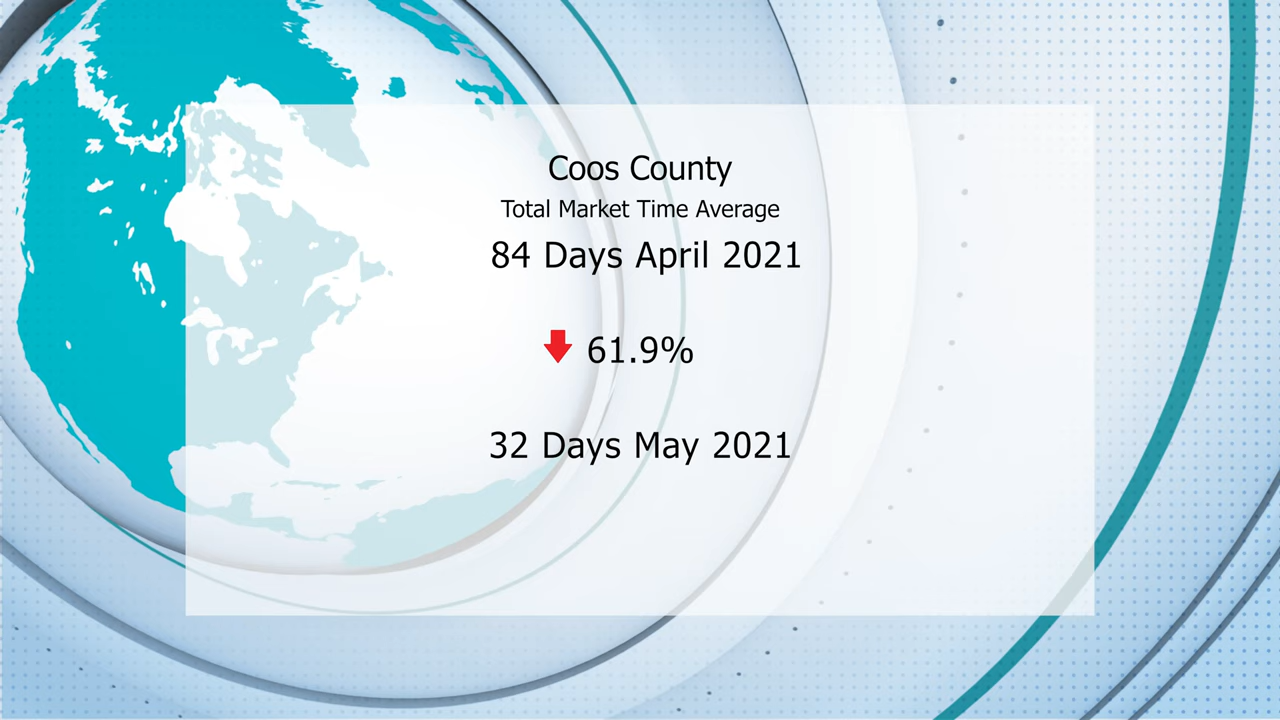 Coos County
Total Market Time Average
84 Days April 2021
61.9%
32 Days May 2021